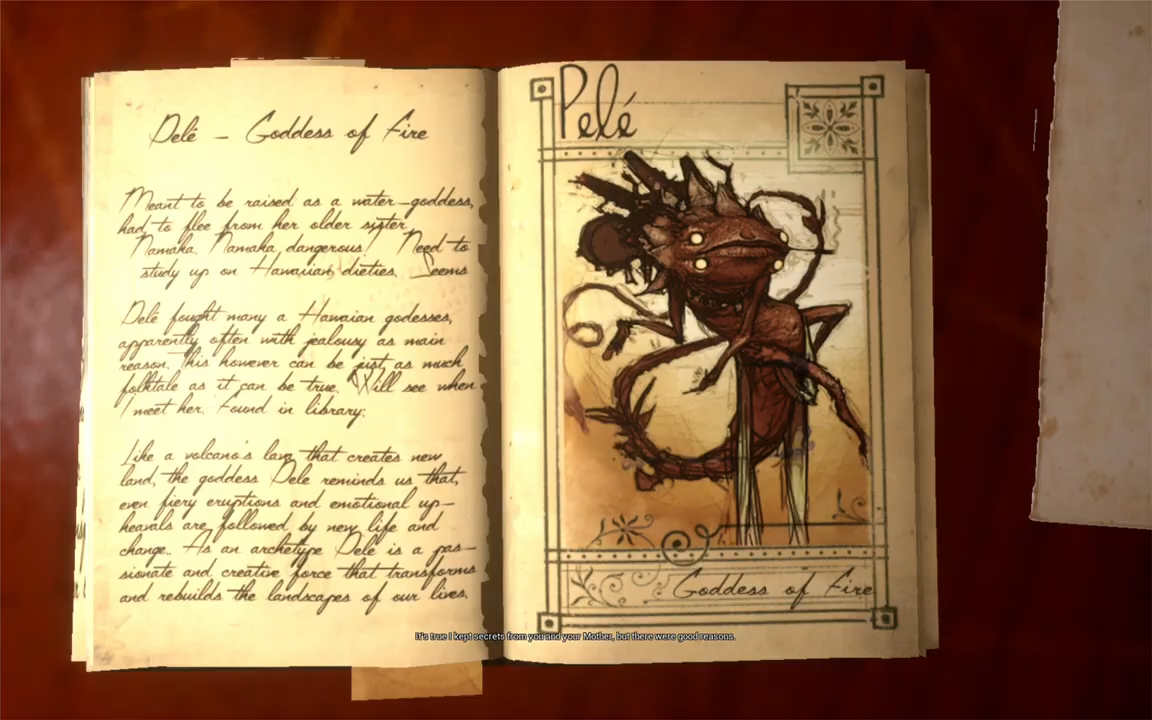 Pelé – Goddess of Fire
Meant to be raised as a water-goddess,
had to flee from her older sister
Namaka. Namaka dangerous! Need to
study up on Hawaiian dieties. Seems
Pelé fought many a Hawaian godesses,
apparently often with jealousy as main
reason. This however can be just as much
folktale as it can be true. Will see when
I meet her. Found in library:
Like a volcano's lava that creates new
land, the goddess Pele reminds us that,
even fiery eruptions and emotional up-
heavals are followed by new life and
change. As an archetype Pele is a pas-
sionate and creative force that transforms
and rebuilds the landscapes of our lives.
Pelé
Goddess of Fire
It's true I kept secrets from you and your Mother, but there were good reasons.